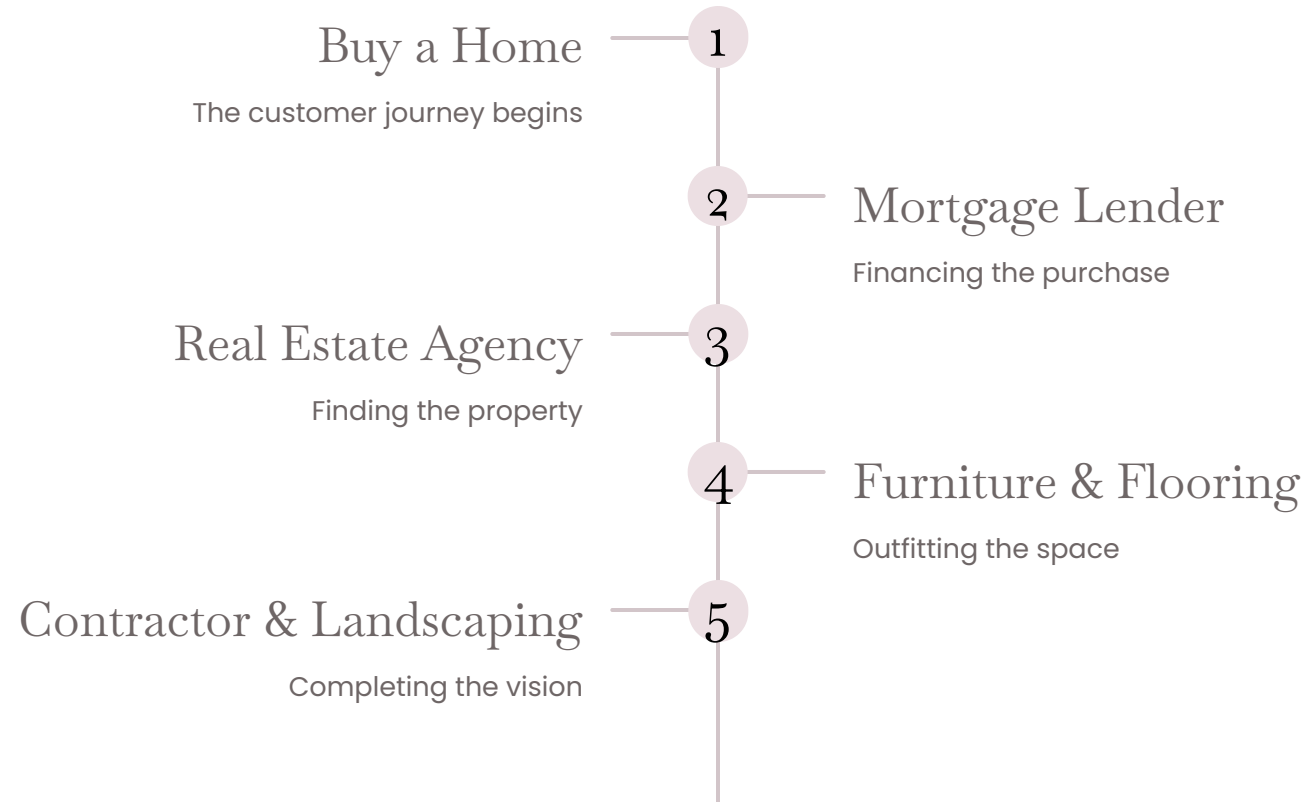 Buy a Home
1
The customer journey begins
2
Mortgage Lender
Financing the purchase
Real Estate Agency
3
Finding the property
4
Furniture & Flooring
Outfitting the space
Contractor & Landscaping
5
Completing the vision